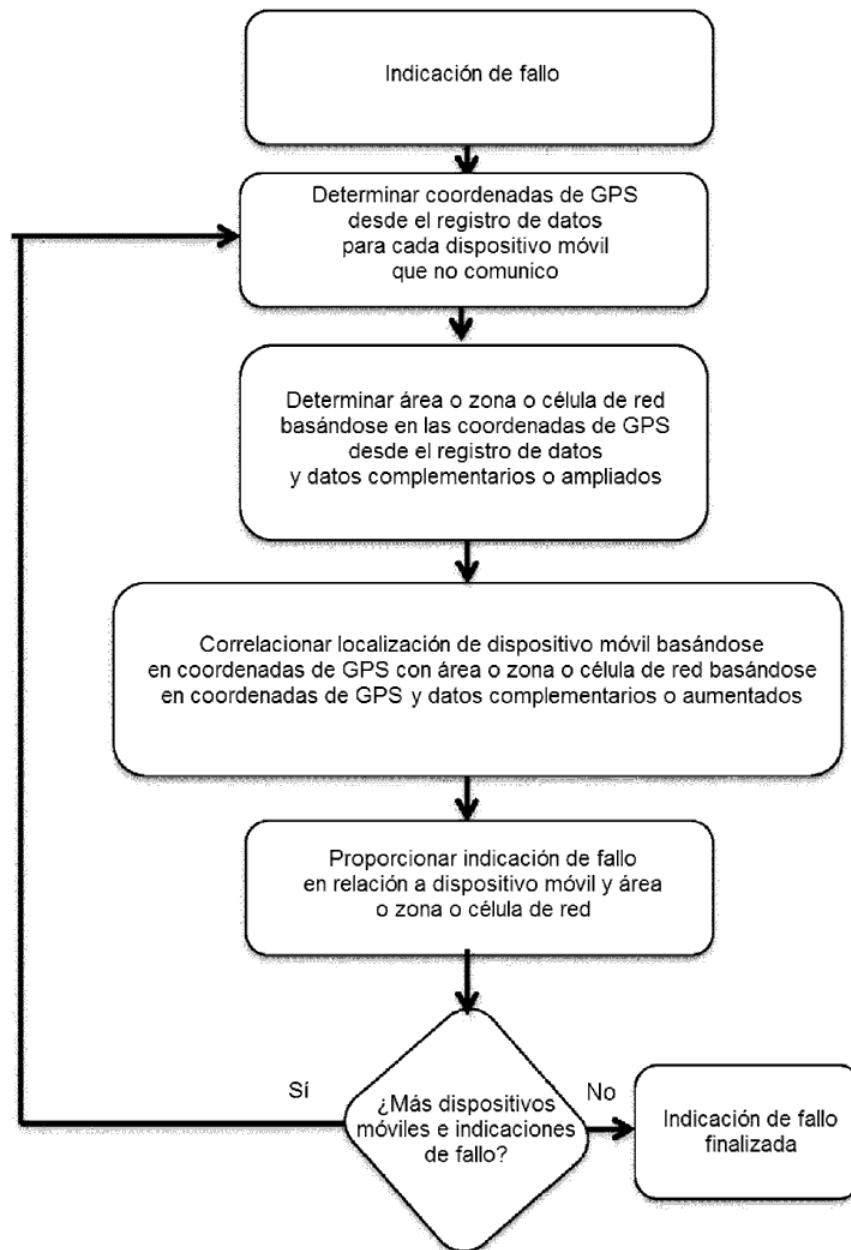 Indicación de fallo
Determinar coordenadas de GPS
desde el registro de datos
para cada dispositivo móvil
que no comunico
Determinar área o zona o célula de red
basándose en las coordenadas de GPS
desde el registro de datos
y datos complementarios o ampliados
Correlacionar localización de dispositivo móvil basándose
en coordenadas de GPS con área o zona o célula de red basándose
en coordenadas de GPS y datos complementarios o aumentados
Proporcionar indicación de fallo
en relación a dispositivo móvil y área
o zona o célula de red
Sí
¿Más dispositivos
móviles e indicaciones
de fallo?
No
Indicación de fallo
finalizada